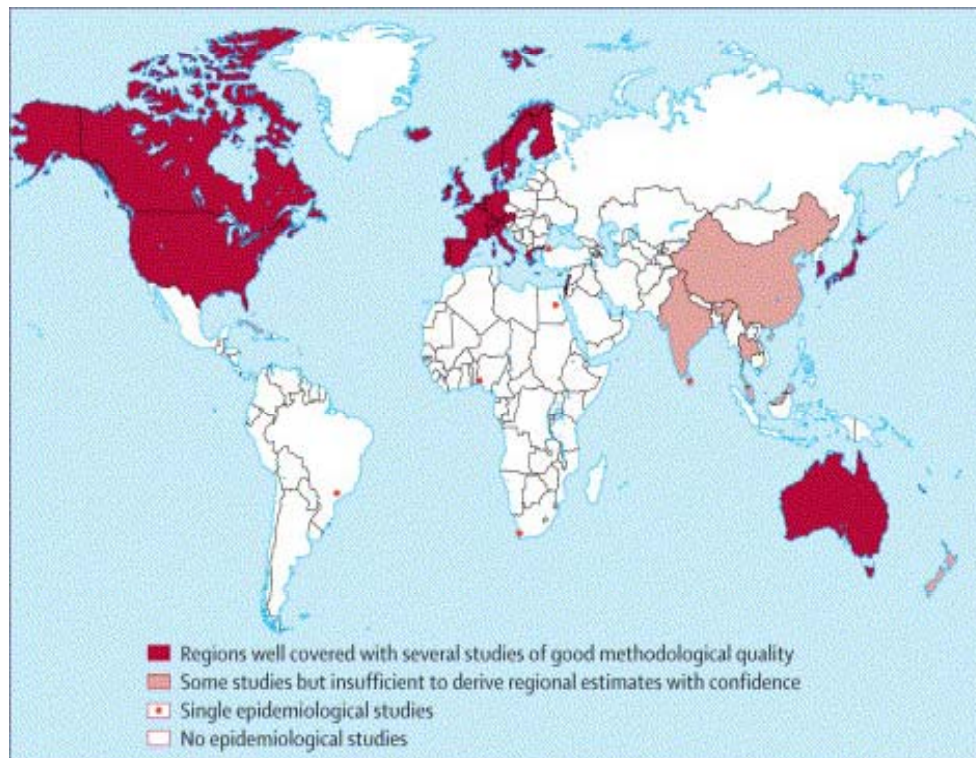 Regions well covered with several studies of good methodological quality
Some studies but insufficient to derive regional estimates with confidence
Single epidemiological studies
No epidemiological studies